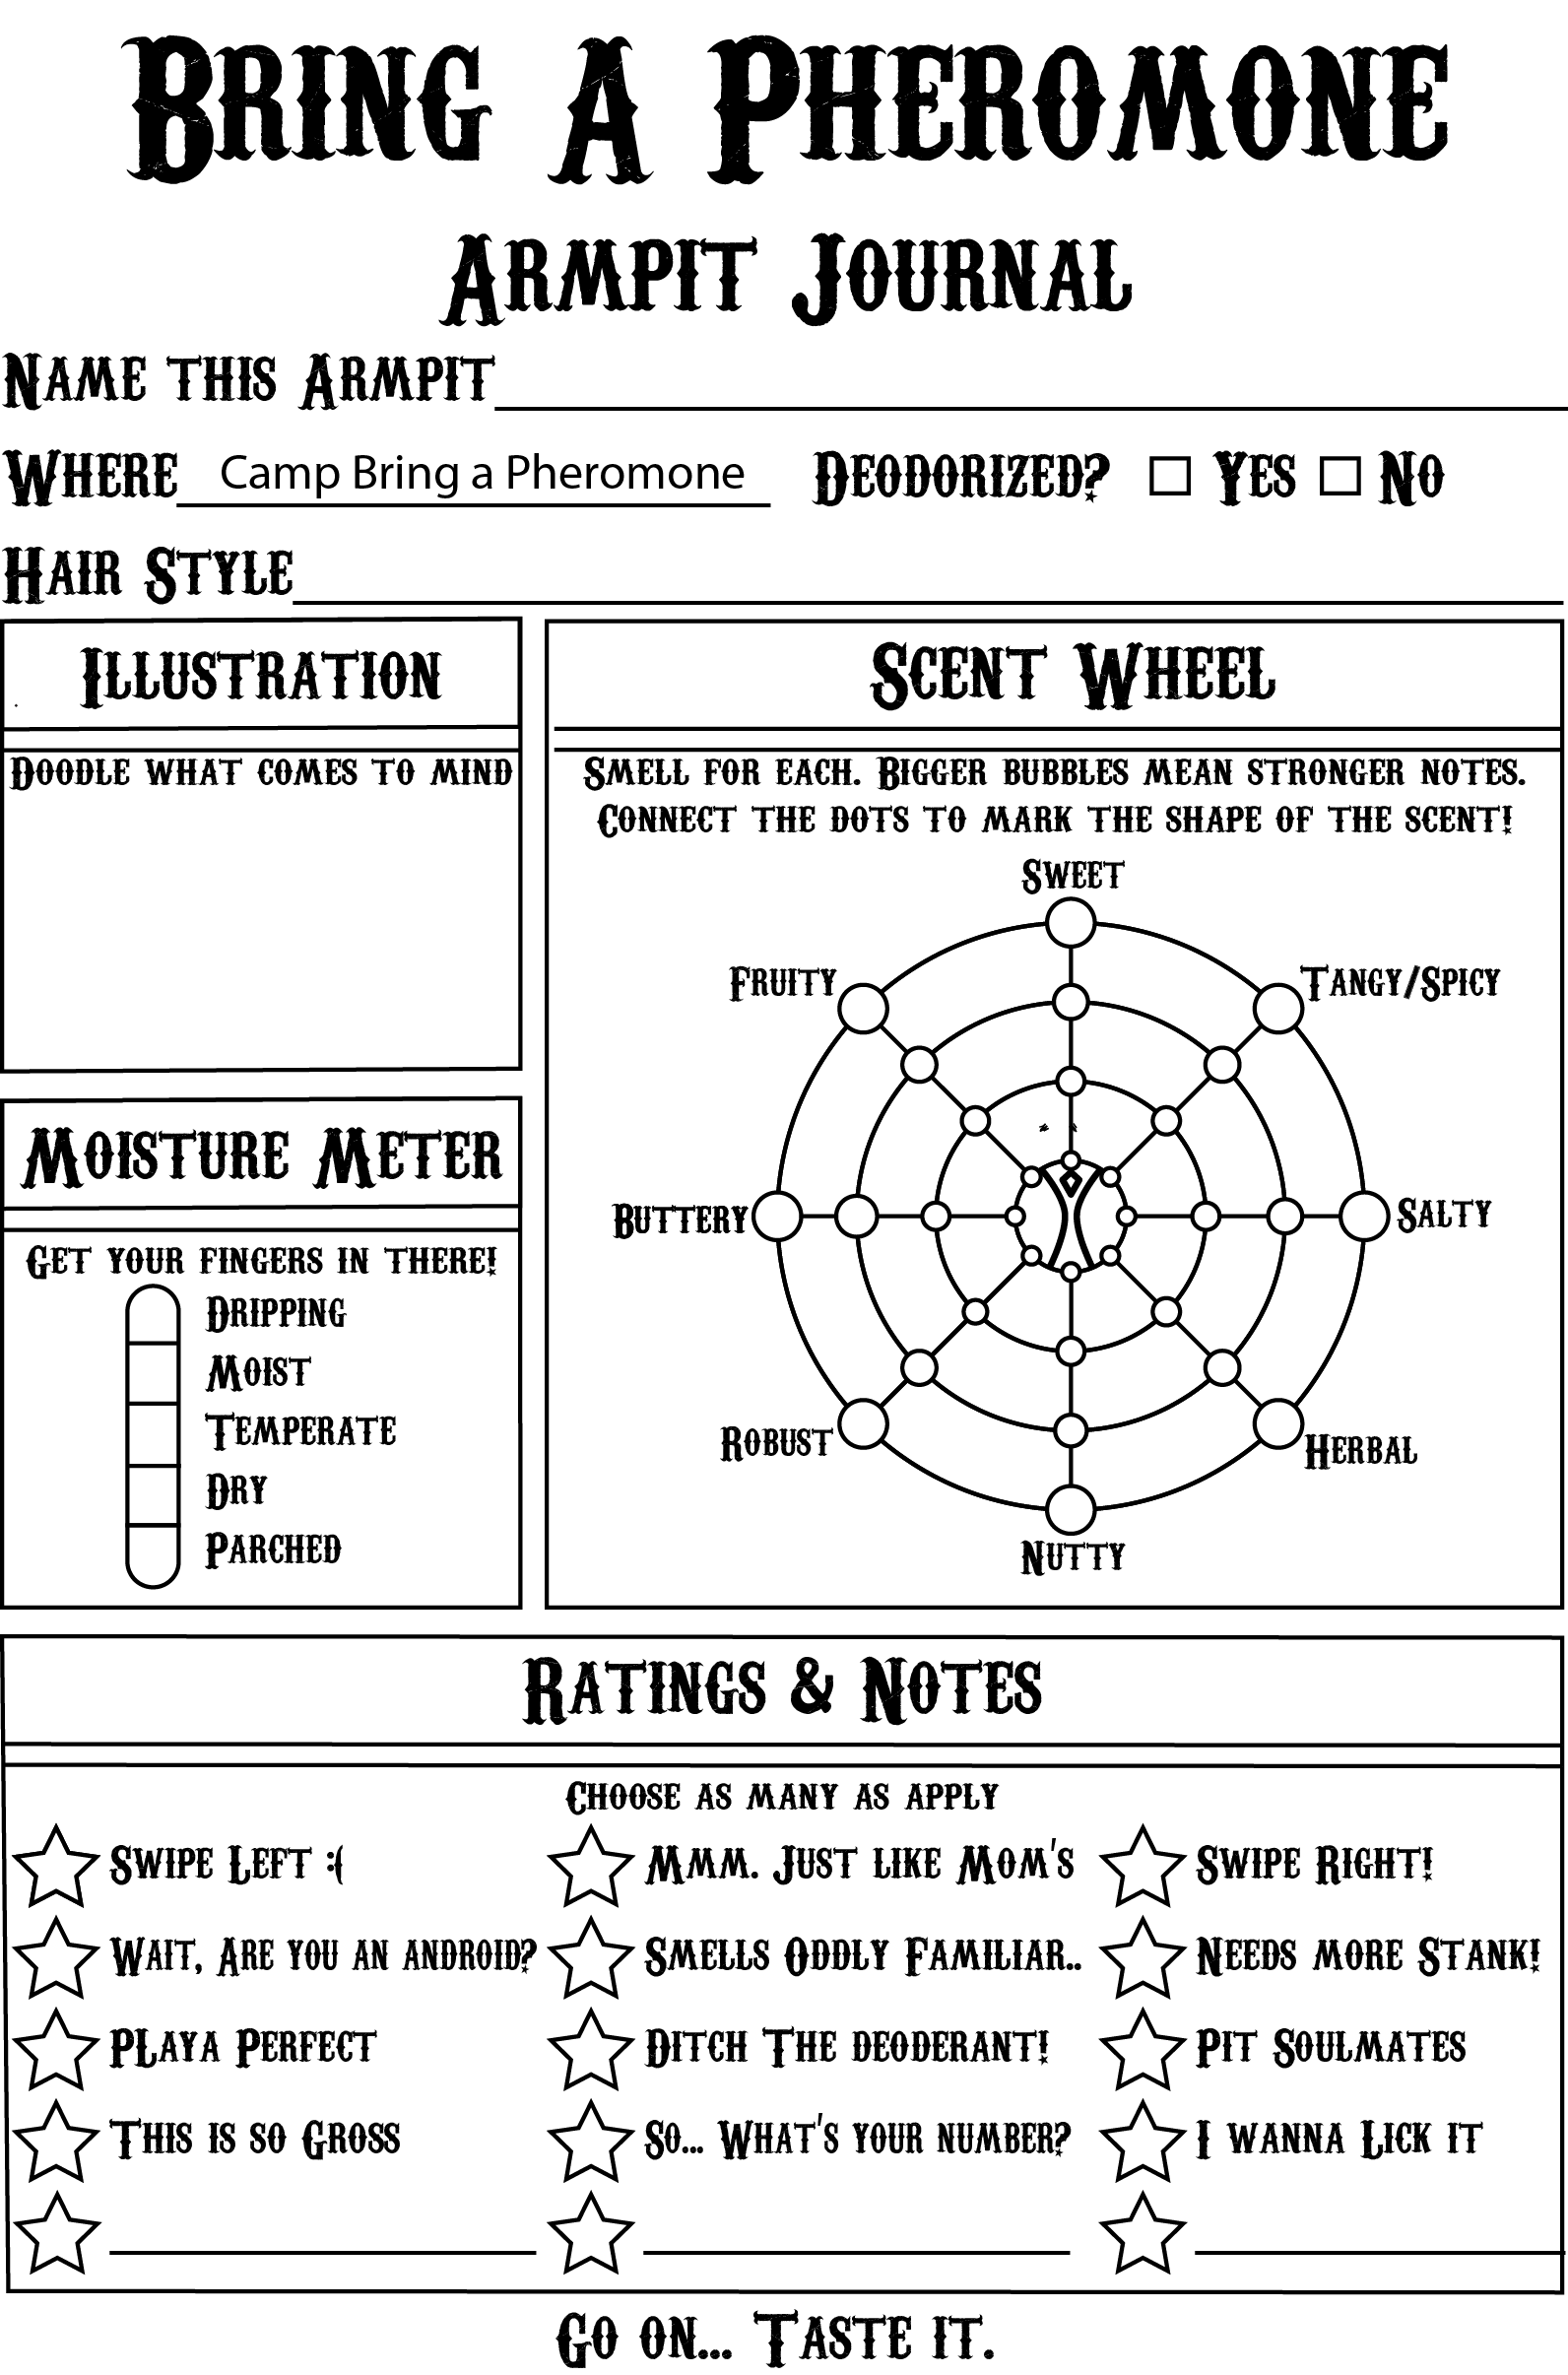 Bring A Pheromone
Armpit Journal
Name this Armpit
Where Camp Bring a Pheromone Deodorized? Yes No
Hair Style
Illustration
Doodle what comes to mind
Scent Wheel
Smell for each. Bigger bubbles mean stronger notes.
Connect the dots to mark the shape of the scent!
Sweet
Fruity
Tangy/Spicy
Buttery
Salty
Robust
Herbal
Nutty
Moisture Meter
Get your fingers in there!
Dripping
Moist
Temperate
Dry
Parched
Ratings & Notes
Choose as many as apply
Swipe Left :(
Mmm. Just like Mom's
Swipe Right!
Wait, Are you an android?
Smells Oddly Familiar..
Needs more Stank!
PLaya Perfect
Ditch The deoderant!
Pit Soulmates
This is so Gross
So... What's your number?
I wanna Lick it
Go on... Taste it.